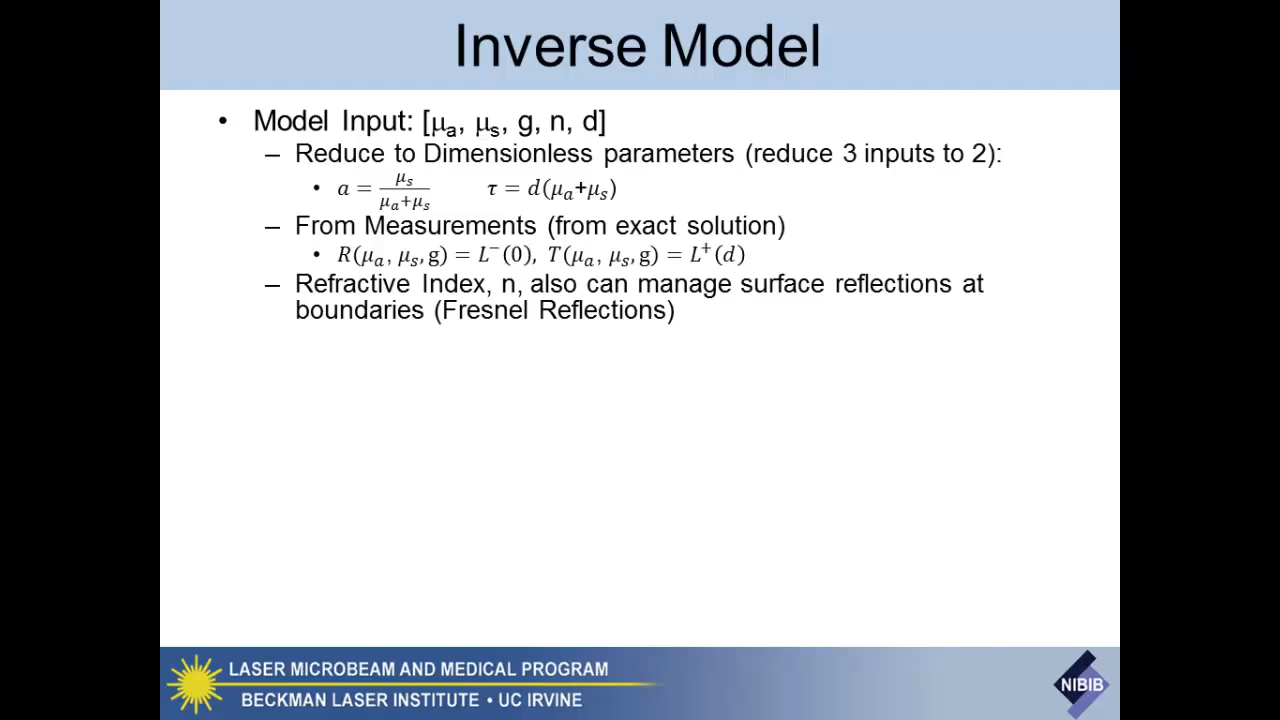 Inverse Model
• Model Input: [μa, μs, g, n, d]
– Reduce to Dimensionless parameters (reduce 3 inputs to 2):
• a = μs / (μa+μs)    τ = d(μa+μs)
– From Measurements (from exact solution)
• R(μa, μs, g) = L⁻(0), T(μa, μs, g) = L⁺(d)
– Refractive Index, n, also can manage surface reflections at
boundaries (Fresnel Reflections)
LASER MICROBEAM AND MEDICAL PROGRAM
BECKMAN LASER INSTITUTE • UC IRVINE
NIBIB